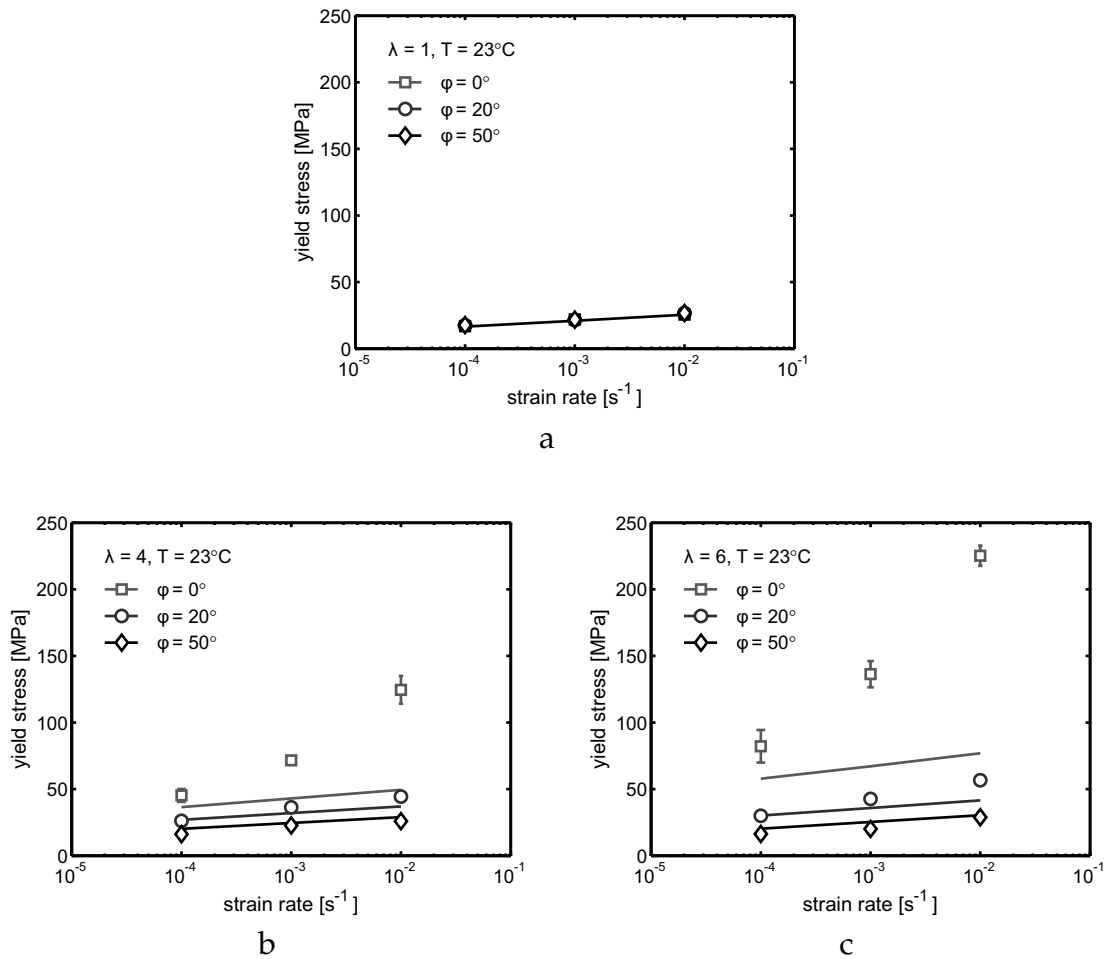 250
200
150
100
50
0
yield stress [MPa]
λ = 1, T = 23°C
φ = 0°
φ = 20°
φ = 50°
10-5
10-4
10-3
10-2
10-1
strain rate [s-1 ]
a
250
200
150
100
50
0
yield stress [MPa]
λ = 4, T = 23°C
φ = 0°
φ = 20°
φ = 50°
10-5
10-4
10-3
10-2
10-1
strain rate [s-1 ]
b
250
200
150
100
50
0
yield stress [MPa]
λ = 6, T = 23°C
φ = 0°
φ = 20°
φ = 50°
10-5
10-4
10-3
10-2
10-1
strain rate [s-1 ]
c